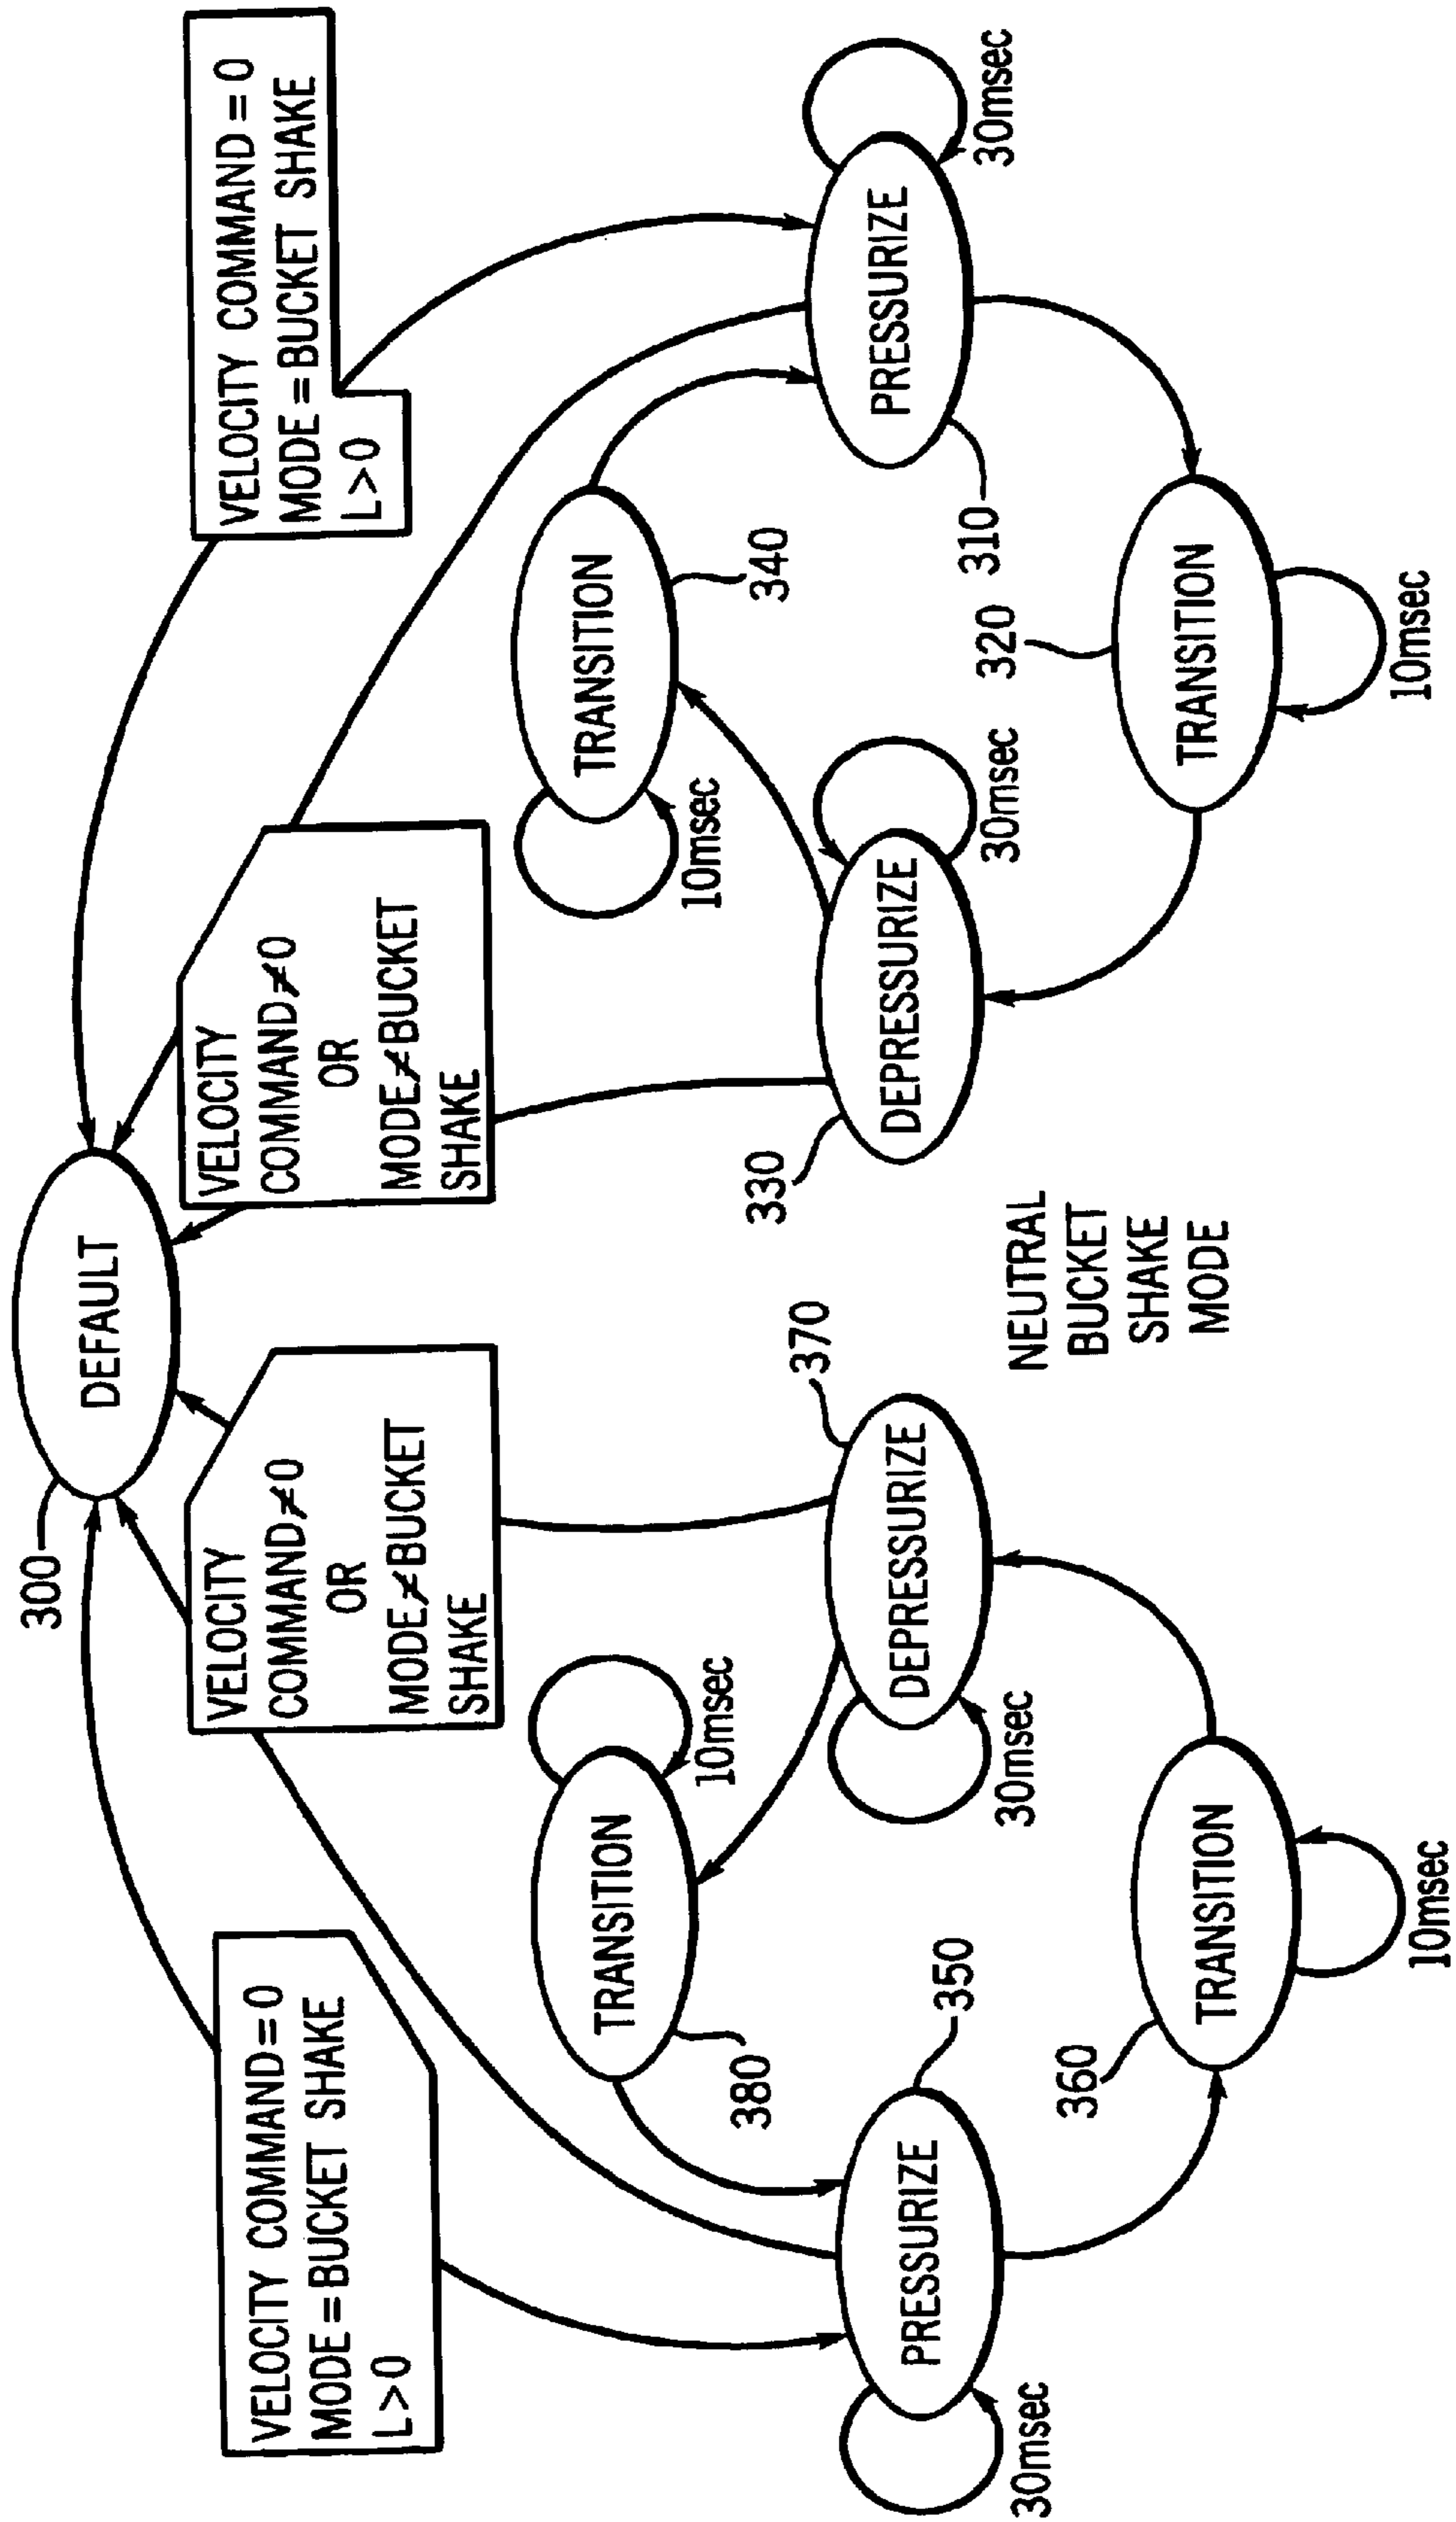 300
DEFAULT
VELOCITY COMMAND=0
MODE=BUCKET SHAKE
L>0
VELOCITY
COMMAND≠0
OR
MODE≠BUCKET
SHAKE
VELOCITY
COMMAND≠0
OR
MODE≠BUCKET
SHAKE
VELOCITY COMMAND=0
MODE=BUCKET SHAKE
L>0
TRANSITION
10msec
380
10msec
TRANSITION
340
370
330
PRESSURIZE
350
30msec
DEPRESSURIZE
30msec
DEPRESSURIZE
30msec
PRESSURIZE
310
30msec
NEUTRAL
BUCKET
SHAKE
MODE
360
TRANSITION
10msec
320
TRANSITION
10msec